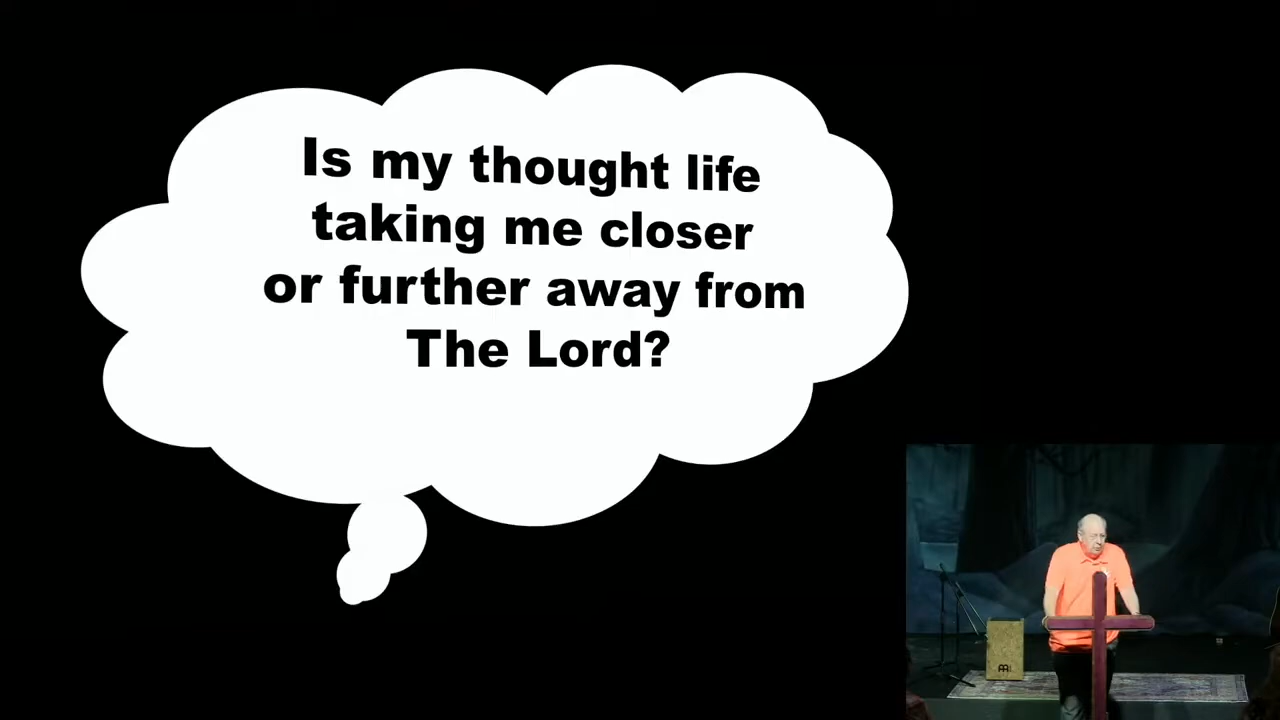 Is my thought life
taking me closer
or further away from
The Lord?